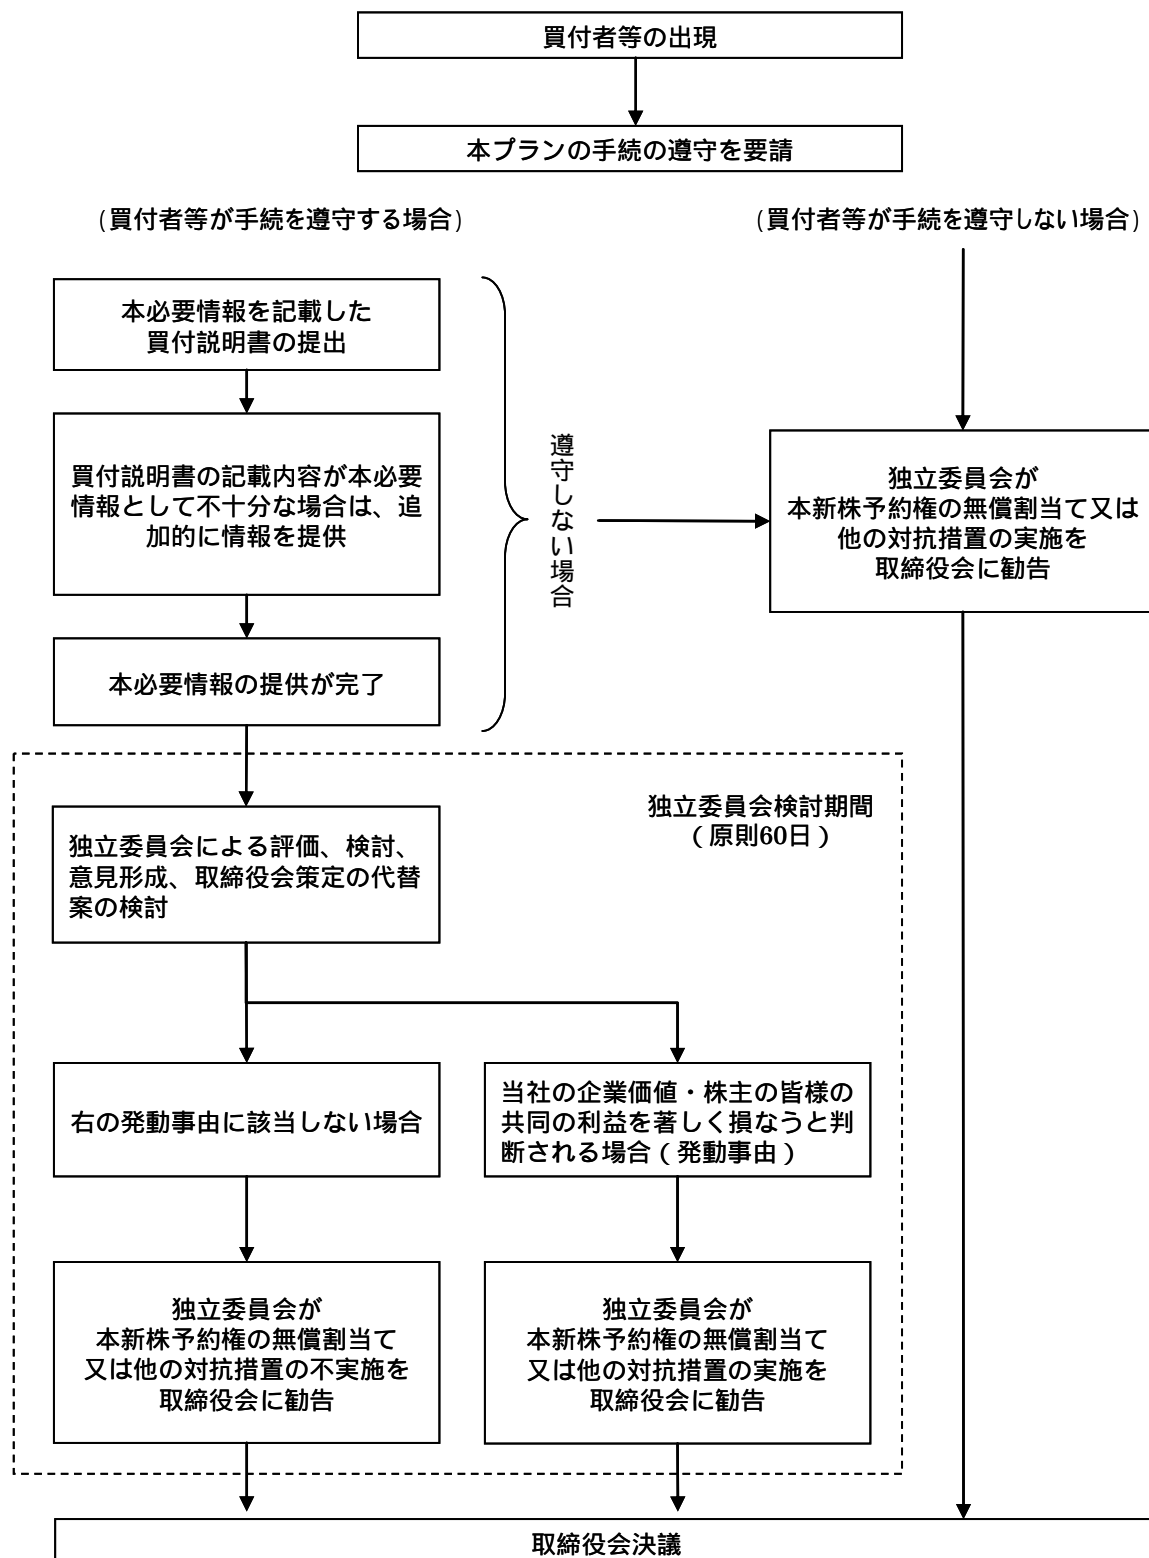 買付者等の出現
本プランの手続の遵守を要請
(買付者等が手続を遵守する場合)
(買付者等が手続を遵守しない場合)
本必要情報を記載した
買付説明書の提出
買付説明書の記載内容が本必要
情報として不十分な場合は、追
加的に情報を提供
本必要情報の提供が完了
遵守しない場合
独立委員会が
本新株予約権の無償割当て又は
他の対抗措置の実施を
取締役会に勧告
独立委員会検討期間
(原則60日)
独立委員会による評価、検討、
意見形成、取締役会策定の代替
案の検討
右の発動事由に該当しない場合
当社の企業価値・株主の皆様の
共同の利益を著しく損なうと判
断される場合(発動事由)
独立委員会が
本新株予約権の無償割当て
又は他の対抗措置の不実施を
取締役会に勧告
独立委員会が
本新株予約権の無償割当て
又は他の対抗措置の実施を
取締役会に勧告
取締役会決議